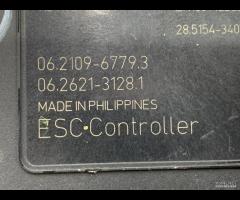 28.5154-340
06.2109-6779.3
06.2621-3128.1
MADE IN PHILIPPINES
ESC•Controller